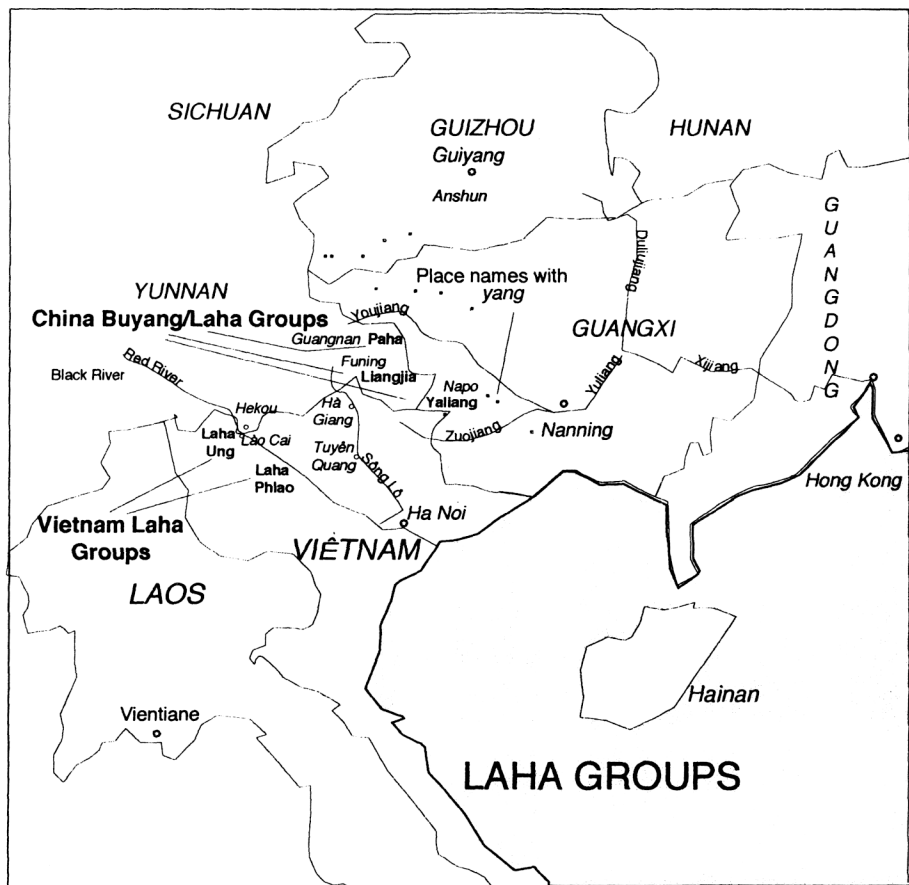 SICHUAN
GUIZHOU
HUNAN
Guiyang
Anshun
GUANGDONG
Duliujiang
Place names with
yang
YUNNAN
Youjiang
China Buyang/Laha Groups
GUANGXI
Guangnan Paha
Funing
Liangjia
Red River
Black River
Yuliang
Xijiang
Napo
Yaliang
Hà
Giang
Hekou
Zuojiang
Nanning
Laha
Ung
Lào Cai
Tuyên
Quang
Sông Lô
Laha
Phlao
Hong Kong
Ha Noi
Vietnam Laha
Groups
VIÊTNAM
LAOS
Hainan
Vientiane
LAHA GROUPS